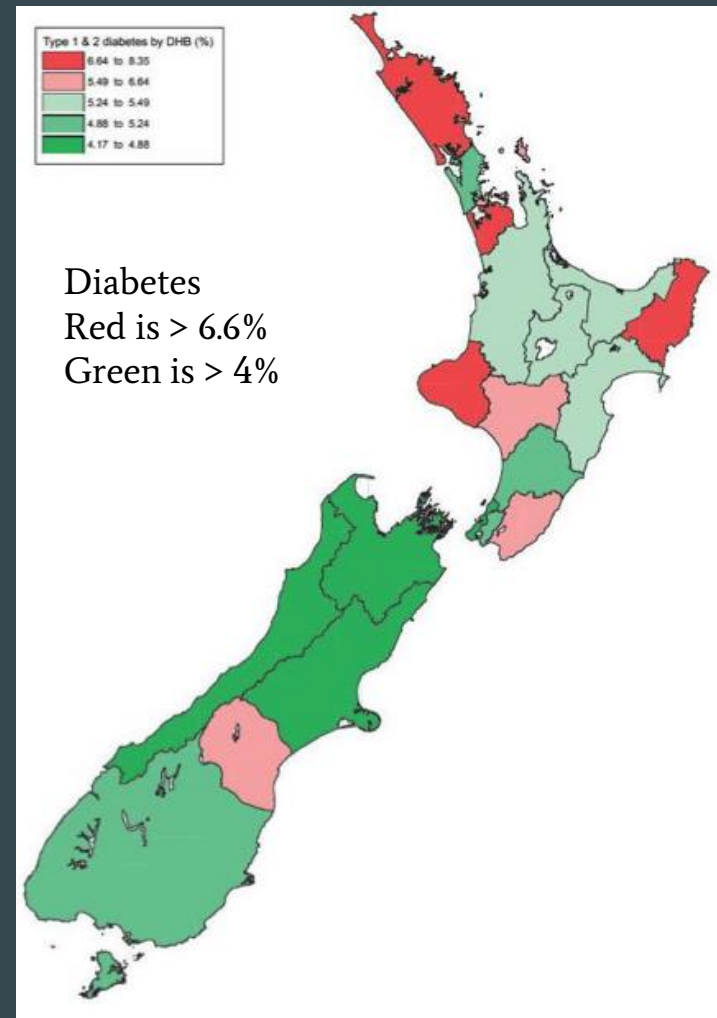 Type 1 & 2 diabetes by DHB (%)
6.64 to 8.35
5.49 to 6.64
5.24 to 5.49
4.88 to 5.24
4.17 to 4.88
Diabetes
Red is > 6.6%
Green is > 4%